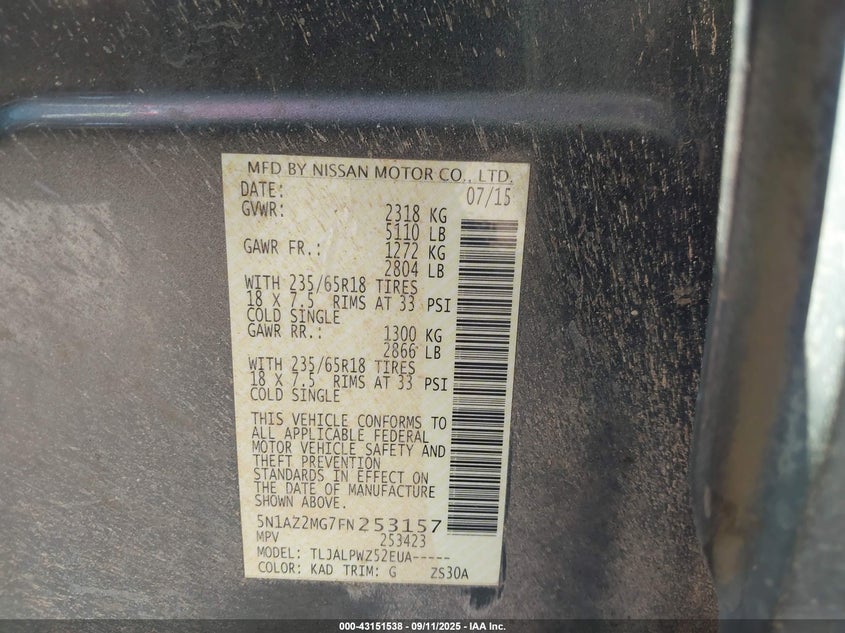 MFD BY NISSAN MOTOR CO., LTD.
DATE: 07/15
GVWR: 2318 KG
5110 LB
GAWR FR.: 1272 KG
2804 LB
WITH 235/65R18 TIRES
18 X 7.5 RIMS AT 33 PSI
COLD SINGLE
GAWR RR.: 1300 KG
2866 LB
WITH 235/65R18 TIRES
18 X 7.5 RIMS AT 33 PSI
COLD SINGLE
THIS VEHICLE CONFORMS TO
ALL APPLICABLE FEDERAL
MOTOR VEHICLE SAFETY AND
THEFT PREVENTION
STANDARDS IN EFFECT ON
THE DATE OF MANUFACTURE
SHOWN ABOVE.
5N1AZ2MG7FN253157
MPV 253423
MODEL: TLJALPWZ52EUA-----
COLOR: KAD TRIM: G ZS30A
000-43151538 - 09/11/2025 - IAA Inc.